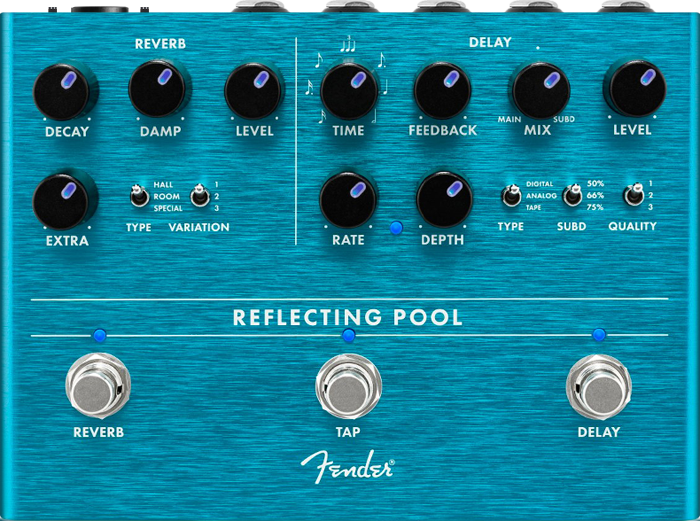 REVERB
DELAY
DECAY
DAMP
LEVEL
TIME
FEEDBACK
MAIN
SUBD
MIX
LEVEL
HALL
ROOM
SPECIAL
1
2
3
DIGITAL
ANALOG
TAPE
50%
66%
75%
1
2
3
EXTRA
TYPE
VARIATION
RATE
DEPTH
TYPE
SUBD
QUALITY
REFLECTING POOL
REVERB
TAP
DELAY
Fender®